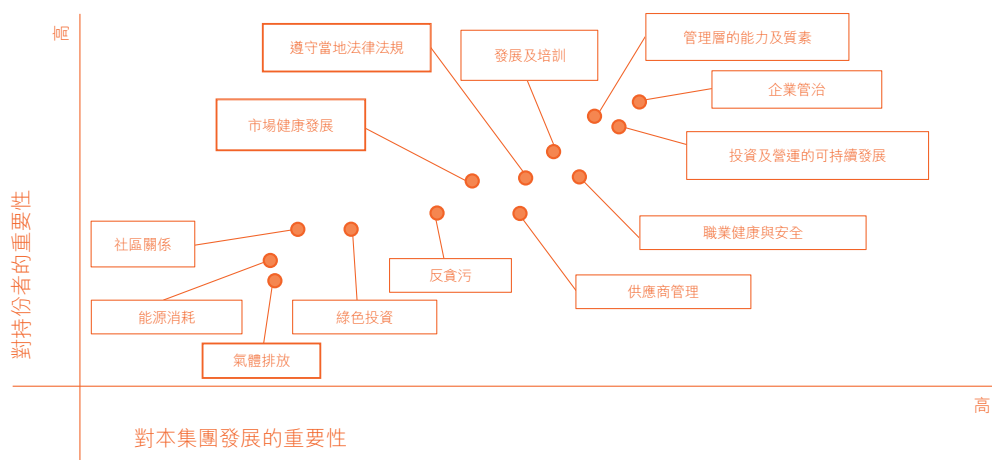 高
遵守當地法律法規
發展及培訓
管理層的能力及質素
企業管治
市場健康發展
投資及營運的可持續發展
對持份者的重要性
社區關係
職業健康與安全
反貪污
供應商管理
能源消耗
綠色投資
氣體排放
高
對本集團發展的重要性